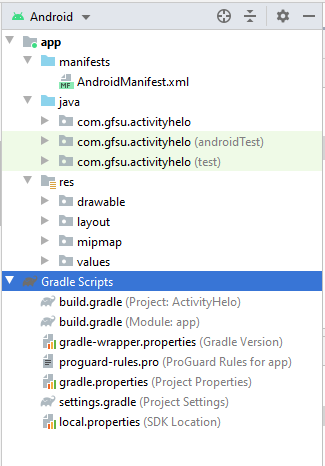 Android
app
manifests
MF AndroidManifest.xml
java
com.gfsu.activityhelo
com.gfsu.activityhelo (androidTest)
com.gfsu.activityhelo (test)
res
drawable
layout
mipmap
values
Gradle Scripts
build.gradle (Project: ActivityHelo)
build.gradle (Module: app)
gradle-wrapper.properties (Gradle Version)
proguard-rules.pro (ProGuard Rules for app)
gradle.properties (Project Properties)
settings.gradle (Project Settings)
local.properties (SDK Location)